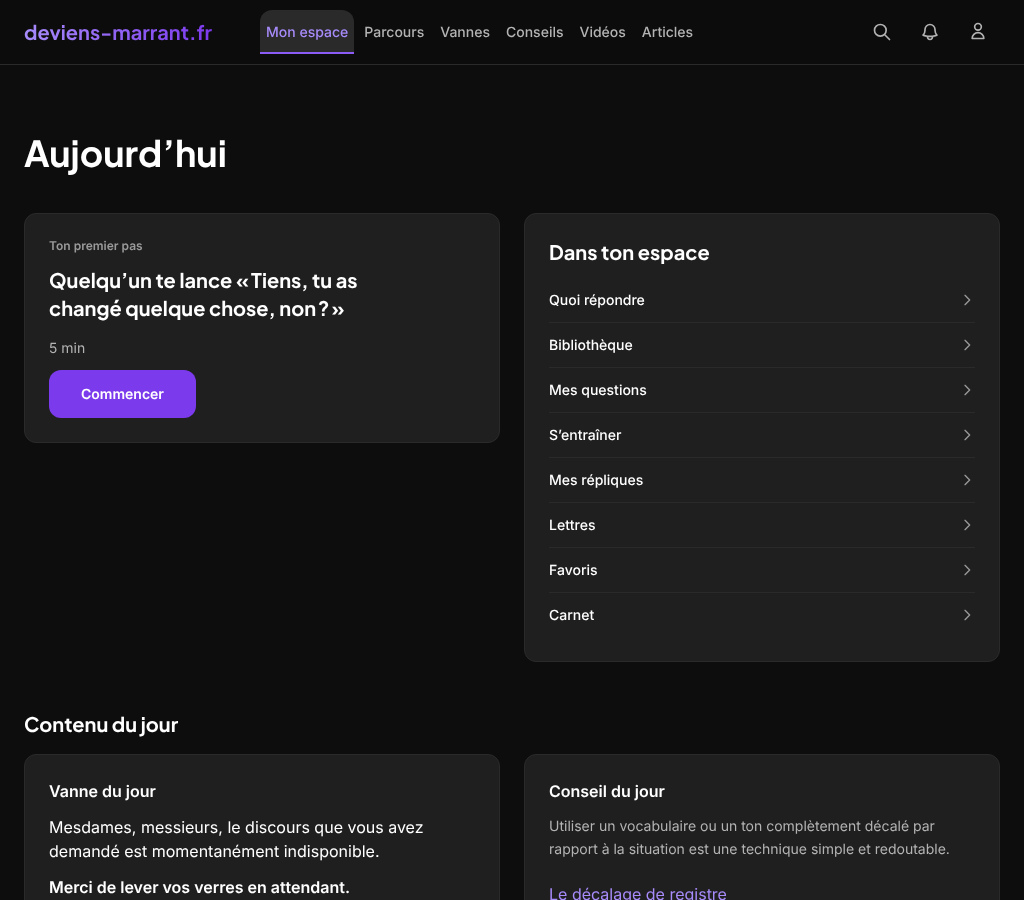 deviens-marrant.fr
Mon espace
Parcours
Vannes
Conseils
Vidéos
Articles
Aujourd’hui
Ton premier pas
Quelqu’un te lance « Tiens, tu as
changé quelque chose, non ? »
5 min
Commencer
Dans ton espace
Quoi répondre
Bibliothèque
Mes questions
S’entraîner
Mes répliques
Lettres
Favoris
Carnet
Contenu du jour
Vanne du jour
Mesdames, messieurs, le discours que vous avez
demandé est momentanément indisponible.
Merci de lever vos verres en attendant.
Conseil du jour
Utiliser un vocabulaire ou un ton complètement décalé par
rapport à la situation est une technique simple et redoutable.
Le décalage de registre